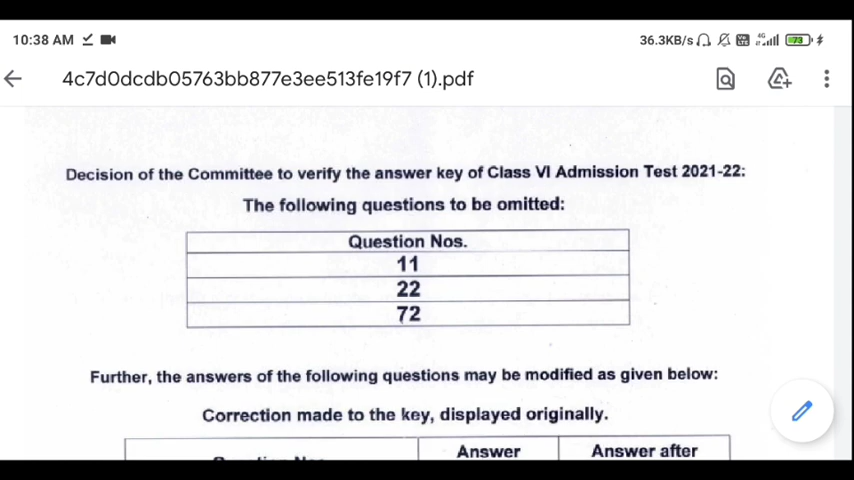 10:38 AM
36.3KB/s 4G 73
4c7d0dcdb05763bb877e3ee513fe19f7 (1).pdf
Decision of the Committee to verify the answer key of Class VI Admission Test 2021-22:
The following questions to be omitted:
Question Nos.
11
22
72
Further, the answers of the following questions may be modified as given below:
Correction made to the key, displayed originally.
Answer Answer after